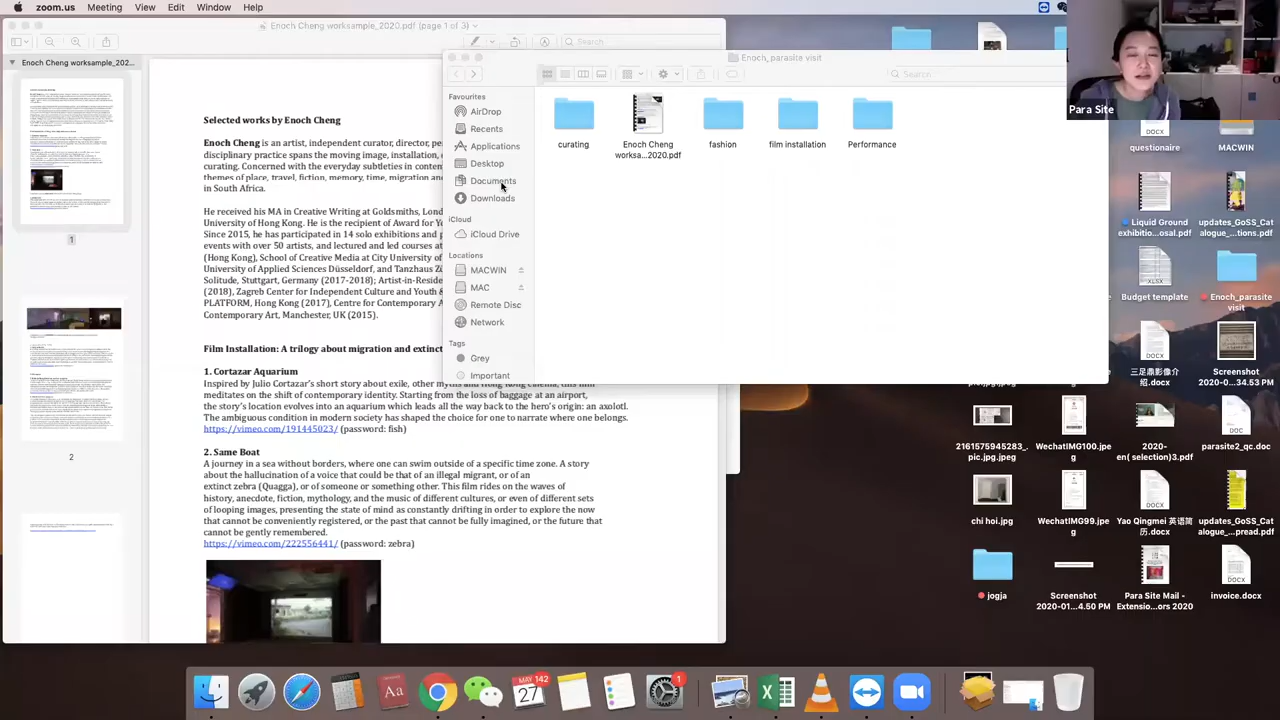 zoom.us Meeting View Edit Window Help
Enoch Cheng worksample_2020.pdf (page 1 of 3)
Search
Enoch Cheng worksample_202...
1
2
Selected works by Enoch Cheng
Enoch Cheng is an artist, independent curator, director, pe
disciplinary practice spans the moving image, installation,
curating. Concerned with the everyday subtleties in conten
themes of place, travel, fiction, memory, time, migration an
in South Africa.
He received his MA in Creative Writing at Goldsmiths, Lond
University of Hong Kong. He is the recipient of Award for Yo
Since 2015, he has participated in 14 solo exhibitions and p
events with over 50 artists, and lectured and led courses at
(Hong Kong), School of Creative Media at City University of
University of Applied Sciences Düsseldorf, and Tanzhaus Zü
Solitude, Stuttgart, Germany (2017-2018); Artist-in-Reside
(2018), Zagreb Center for Independent Culture and Youth &
PLATFORM, Hong Kong (2017), Centre for Contemporary A
Contemporary Art, Manchester, UK (2015).
Film Installation: A trilogy about migration and extinct
1. Cortazar Aquarium
Inspired by Julio Cortazar's short story about exile, other myths and Hong Kong cinema, this film
meditates on the shift of contemporary identity. Starting from the loss of baggage at an airport,
the story's location evolves into an aquarium which leads all the way back to the hero's origin: an axolotl.
The ambiguous condition in modern society has shaped the choice for one to narrate where one belongs.
https://vimeo.com/191445023/ (password: fish)
2. Same Boat
A journey in a sea without borders, where one can swim outside of a specific time zone. A story
about the hallucination of a voice that could be that of an illegal migrant, or of an
extinct zebra (Quagga), or of someone or something other. This film rides on the waves of
history, anecdote, fiction, mythology, and the music of different cultures, or even of different sets
of looping images, presenting the state of mind as constantly drifting in order to explore the now
that cannot be conveniently registered, or the past that cannot be fully imagined, or the future that
cannot be gently remembered.
https://vimeo.com/222556441/ (password: zebra)
Enoch_parasite visit
Search
Favourites
AirDrop
Recents
Applications
Desktop
Documents
Downloads
iCloud
iCloud Drive
Locations
MACWIN
MAC
Remote Disc
Network
Tags
Grey
Important
curating
Enoch Cheng
worksa...2020.pdf
fashion
film installation
Performance
Para Site
DOCX
questionaire
MACWIN
Liquid Ground
exhibitio...osal.pdf
updates_GoSS_Cat
alogue_...tions.pdf
XLSX
Budget template
Enoch_parasite
visit
DOCX
三足鼎影像介
绍.docx
Screenshot
2020-0...34.53 PM
2161575945283_.
pic.jpg.jpeg
WechatIMG100.jpe
g
2020-
en( selection)3.pdf
DOC
parasite2_qc.doc
chi hoi.jpg
WechatIMG99.jpe
g
DOCX
Yao Qingmei 英语简
历.docx
updates_GoSS_Cat
alogue_...pread.pdf
jogja
Screenshot
2020-01...4.50 PM
Para Site Mail -
Extensio...ors 2020
DOCX
invoice.docx
MAY
27
142
1
Aa